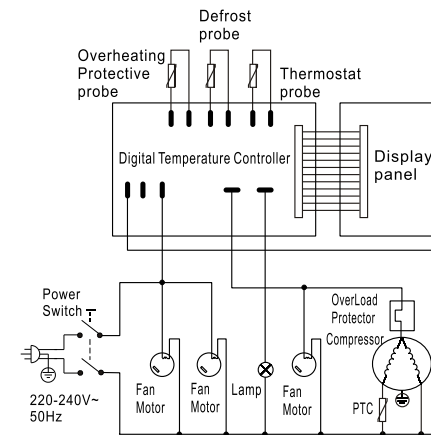 Defrost
probe
Overheating
Protective
probe
Thermostat
probe
Digital Temperature Controller
Display
panel
Power
Switch
OverLoad
Protector
Compressor
Fan
Motor
Fan
Motor
Lamp
Fan
Motor
PTC
220-240V~
50Hz